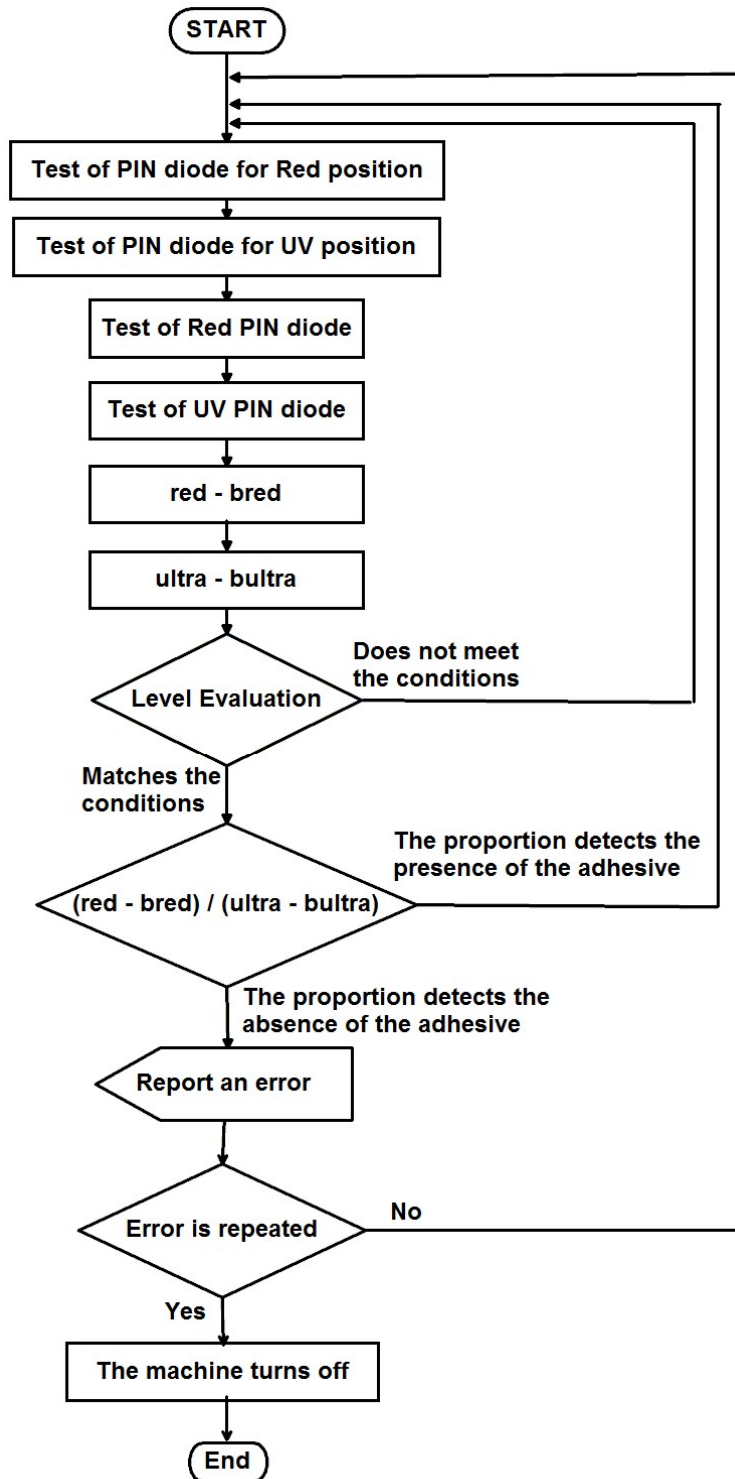 START
Test of PIN diode for Red position
Test of PIN diode for UV position
Test of Red PIN diode
Test of UV PIN diode
red - bred
ultra - bultra
Does not meet
the conditions
Level Evaluation
Matches the
conditions
The proportion detects the
presence of the adhesive
(red - bred) / (ultra - bultra)
The proportion detects the
absence of the adhesive
Report an error
No
Error is repeated
Yes
The machine turns off
End